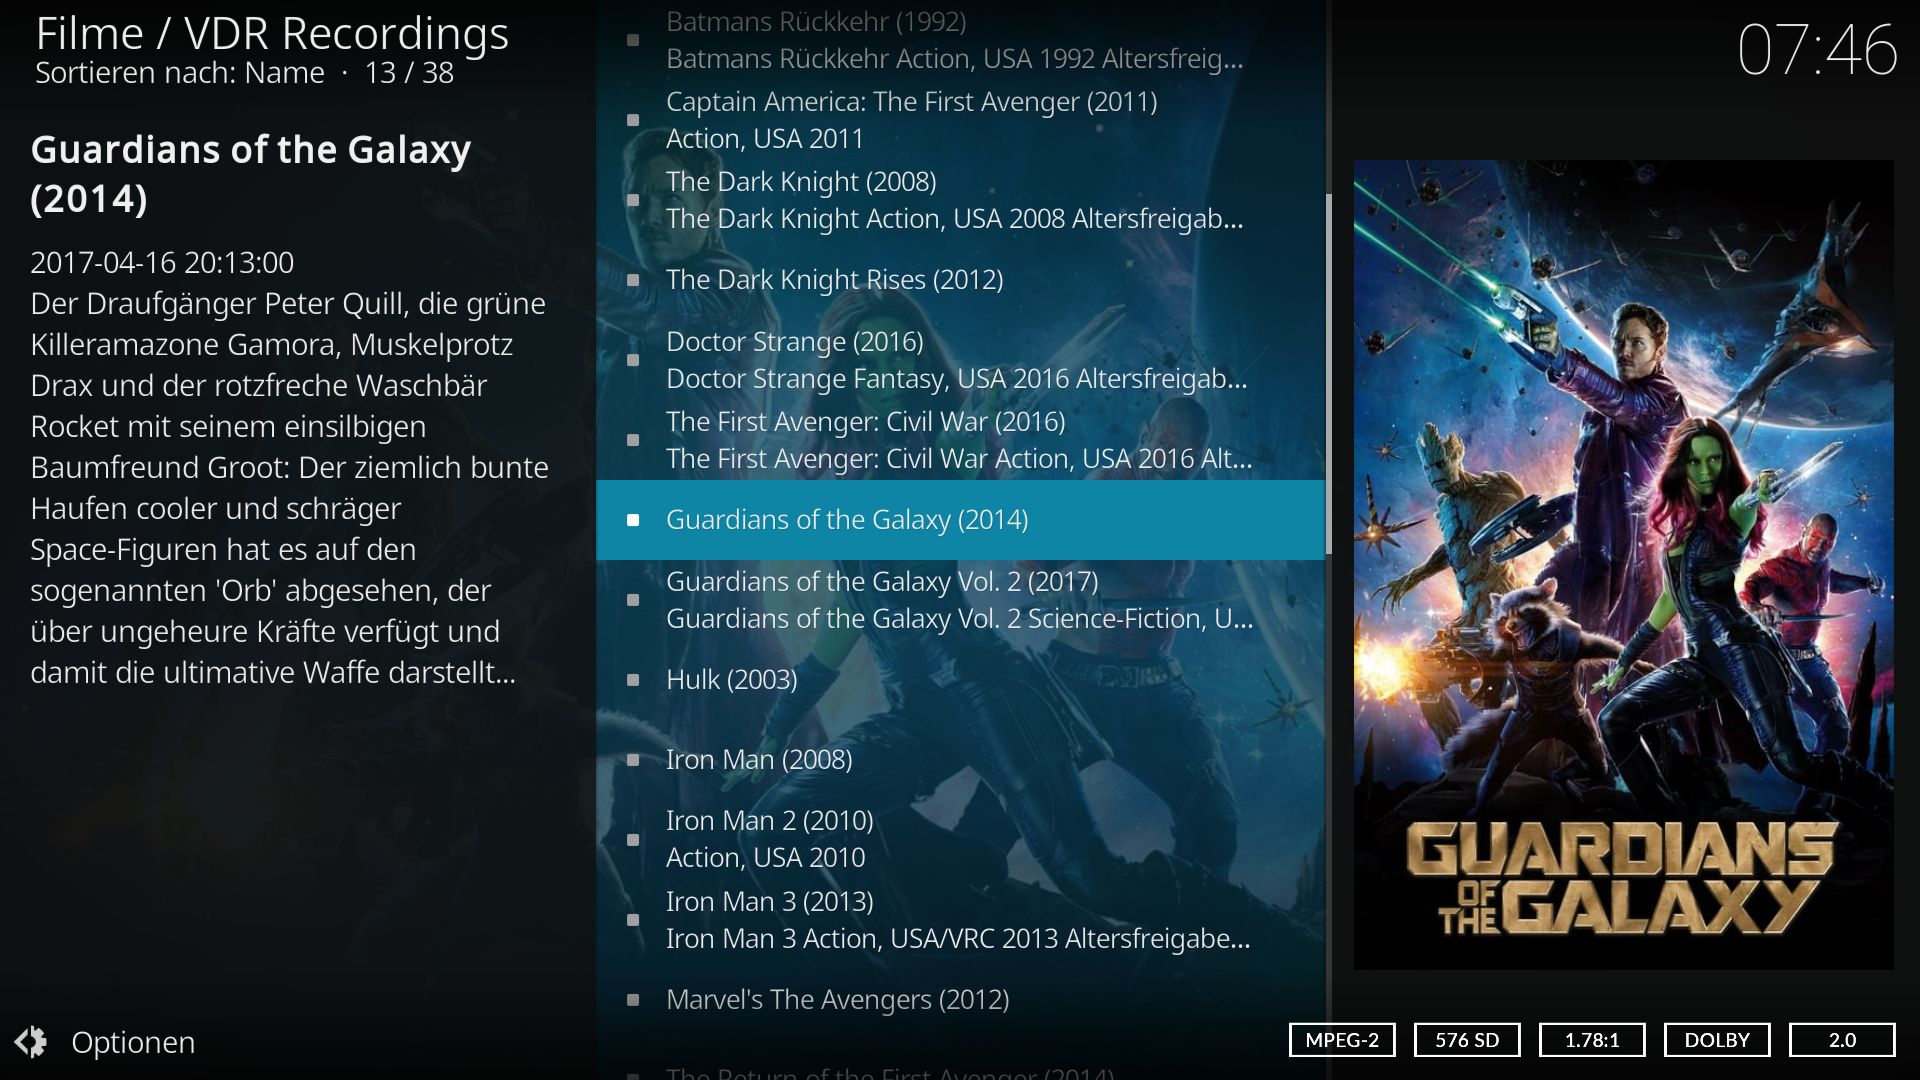 Filme / VDR Recordings
Sortieren nach: Name · 13 / 38
07:46
Guardians of the Galaxy
(2014)
2017-04-16 20:13:00
Der Draufgänger Peter Quill, die grüne
Killeramazone Gamora, Muskelprotz
Drax und der rotzfreche Waschbär
Rocket mit seinem einsilbigen
Baumfreund Groot: Der ziemlich bunte
Haufen cooler und schräger
Space-Figuren hat es auf den
sogenannten 'Orb' abgesehen, der
über ungeheure Kräfte verfügt und
damit die ultimative Waffe darstellt...
Batmans Rückkehr (1992)
Batmans Rückkehr Action, USA 1992 Altersfreig...
Captain America: The First Avenger (2011)
Action, USA 2011
The Dark Knight (2008)
The Dark Knight Action, USA 2008 Altersfreigab...
The Dark Knight Rises (2012)
Doctor Strange (2016)
Doctor Strange Fantasy, USA 2016 Altersfreigab...
The First Avenger: Civil War (2016)
The First Avenger: Civil War Action, USA 2016 Alt...
Guardians of the Galaxy (2014)
Guardians of the Galaxy Vol. 2 (2017)
Guardians of the Galaxy Vol. 2 Science-Fiction, U...
Hulk (2003)
Iron Man (2008)
Iron Man 2 (2010)
Action, USA 2010
Iron Man 3 (2013)
Iron Man 3 Action, USA/VRC 2013 Altersfreigabe...
Marvel's The Avengers (2012)
The Return of the First Avenger (2014)
GUARDIANS
OF THE GALAXY
Optionen
MPEG-2
576 SD
1.78:1
DOLBY
2.0